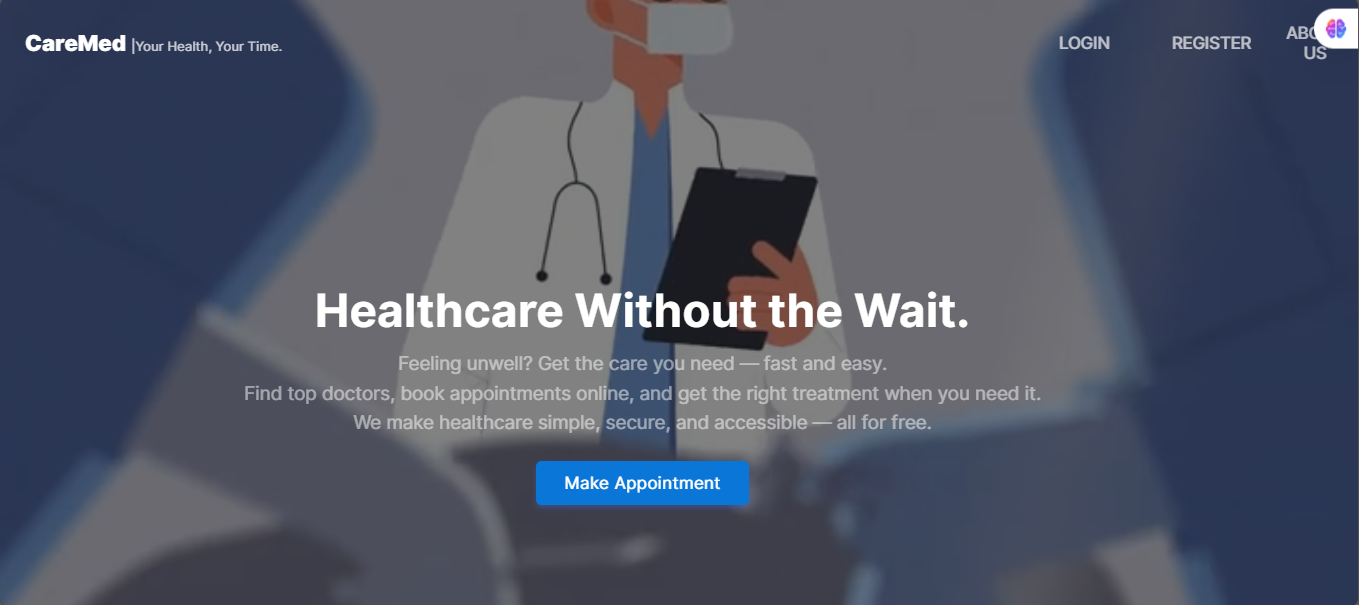 CareMed |Your Health, Your Time.
LOGIN
REGISTER
US
Healthcare Without the Wait.
Feeling unwell? Get the care you need — fast and easy.
Find top doctors, book appointments online, and get the right treatment when you need it.
We make healthcare simple, secure, and accessible — all for free.
Make Appointment